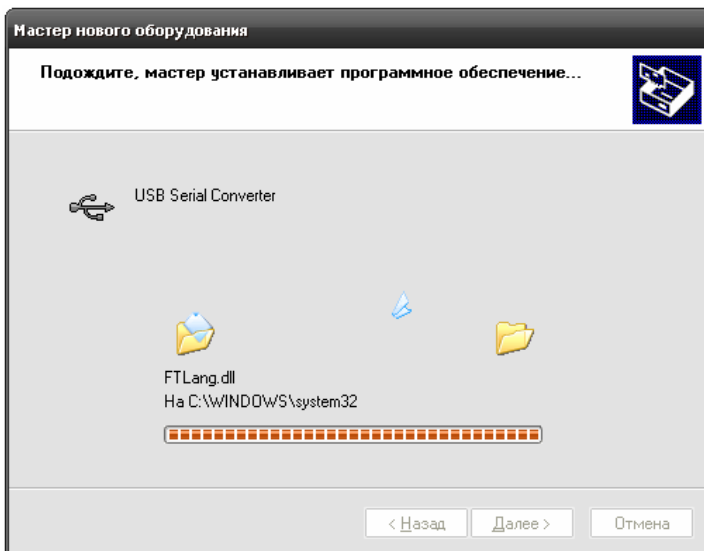 Мастер нового оборудования
Подождите, мастер устанавливает программное обеспечение...
USB Serial Converter
FTLang.dll
На C:\WINDOWS\system32
< Назад
Далее >
Отмена